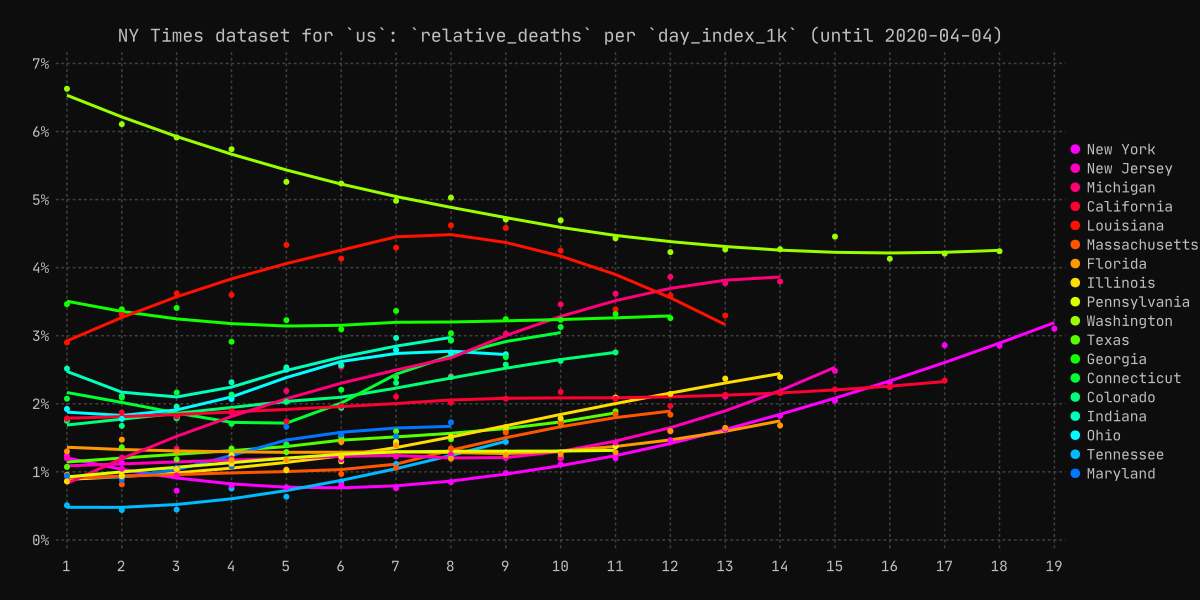 NY Times dataset for `us`: `relative_deaths` per `day_index_1k` (until 2020-04-04)
7%
6%
5%
4%
3%
2%
1%
0%
1 2 3 4 5 6 7 8 9 10 11 12 13 14 15 16 17 18 19
New York
New Jersey
Michigan
California
Louisiana
Massachusetts
Florida
Illinois
Pennsylvania
Washington
Texas
Georgia
Connecticut
Colorado
Indiana
Ohio
Tennessee
Maryland